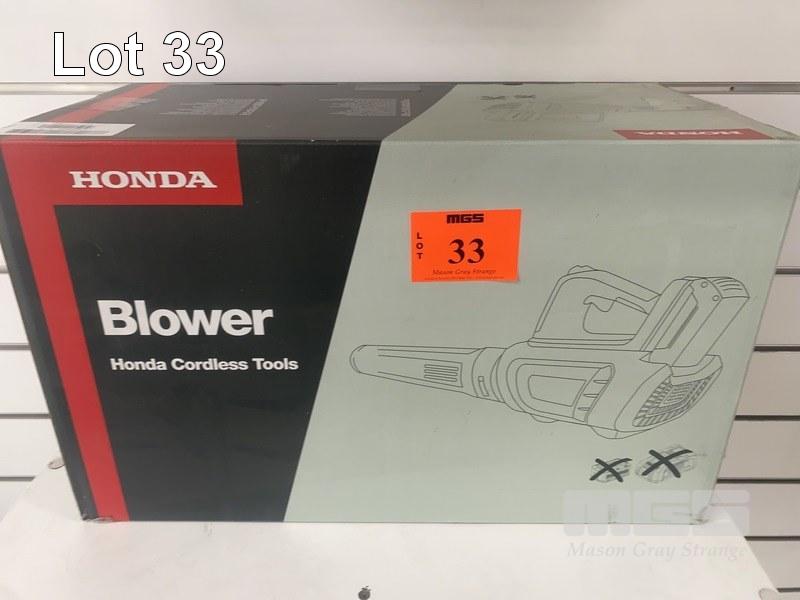 Lot 33
HONDA
HONDA
MGS
LOT
33
Mason Gray Strange
Blower
Honda Cordless Tools
MGS
Mason Gray Strange